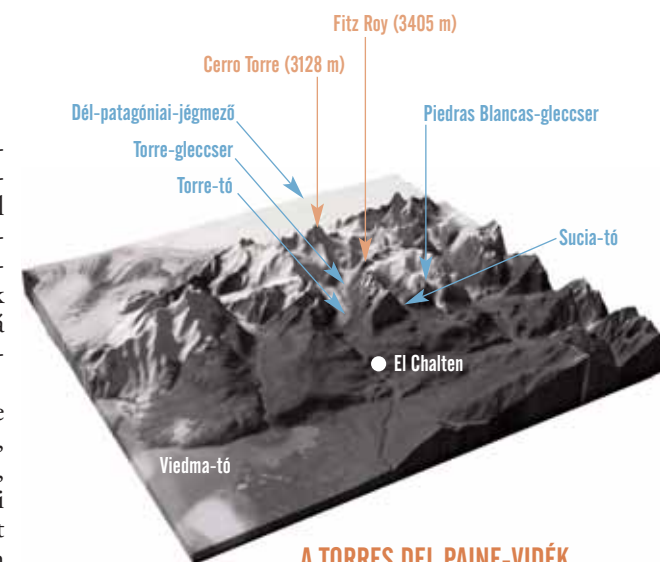 Fitz Roy (3405 m)
Cerro Torre (3128 m)
Dél-patagóniai-jégmező
Piedras Blancas-gleccser
Torre-gleccser
Torre-tó
Sucia-tó
El Chalten
Viedma-tó
A TORRES DEL PAINE-VIDÉK